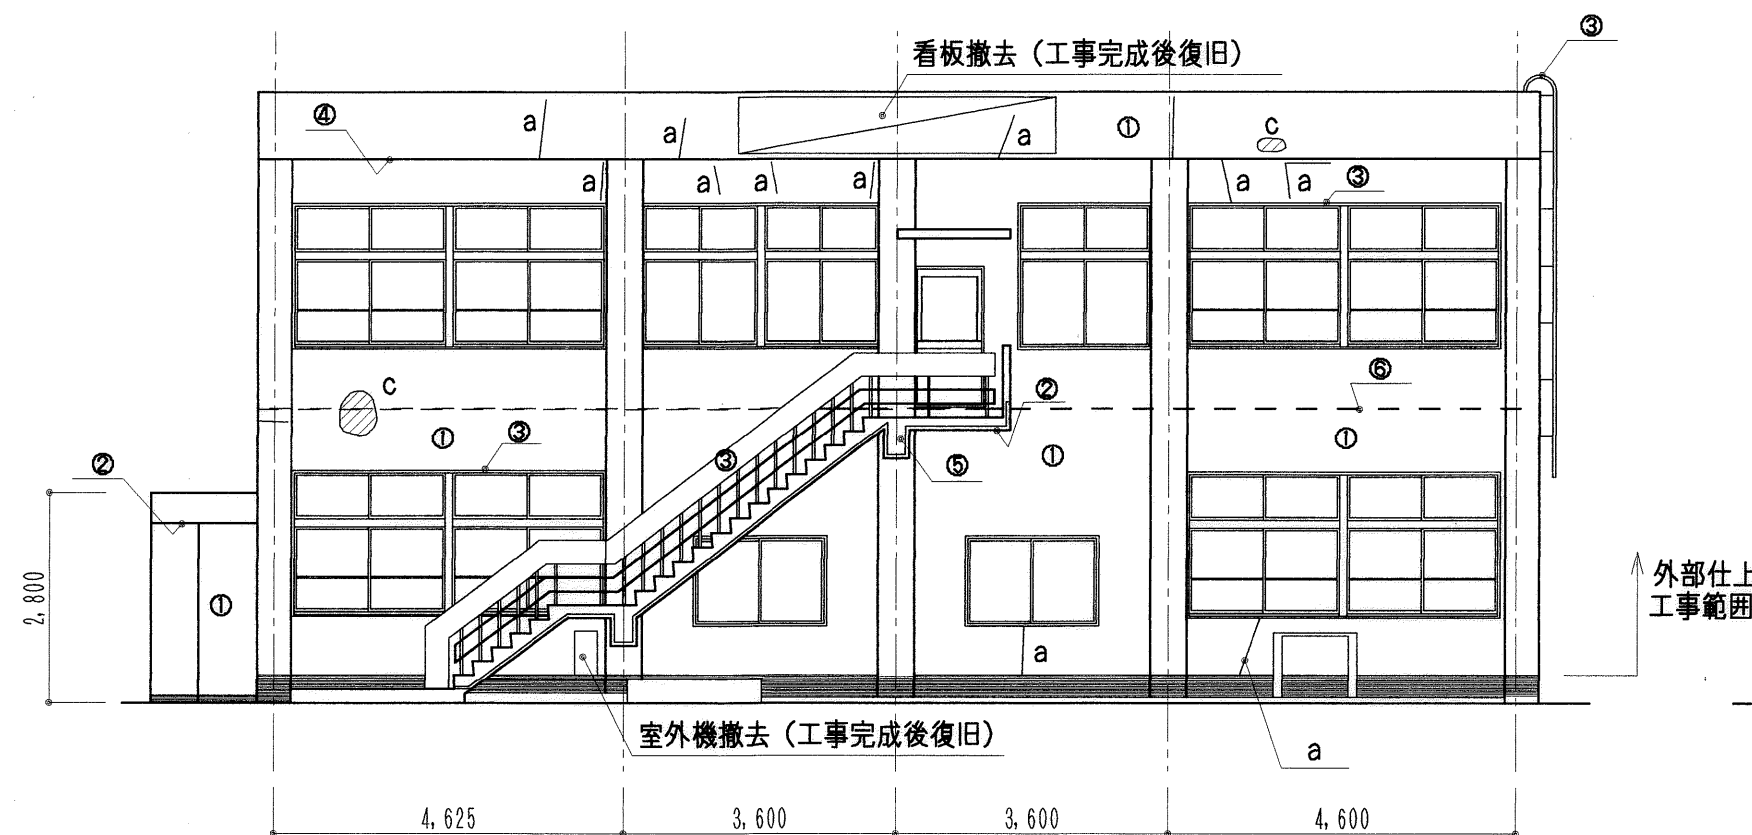 ③
看板撤去（工事完成後復旧）
④
a
a
a
①
c
a
a
a
a
a
a
③
⑥
c
②
①
③
③
①
①
②
⑤
2,800
①
外部仕上
工事範囲
a
室外機撤去（工事完成後復旧）
a
4,625
3,600
3,600
4,600